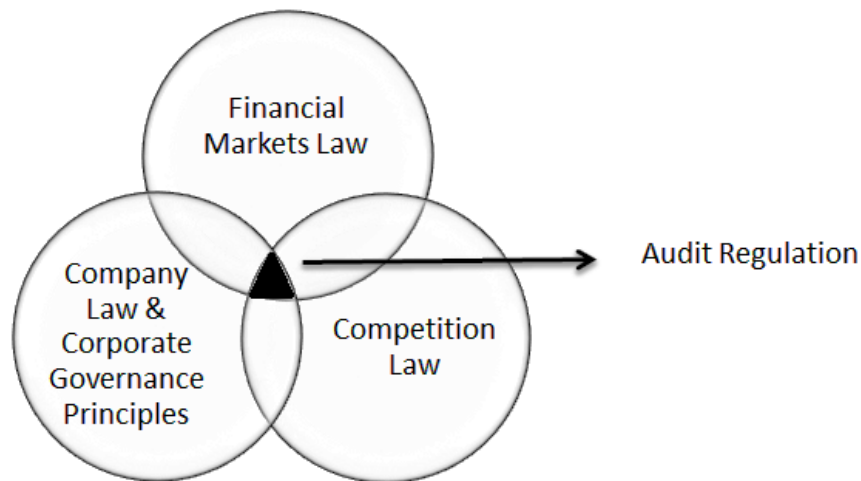 Financial
Markets Law
Company
Law &
Corporate
Governance
Principles
Competition
Law
Audit Regulation